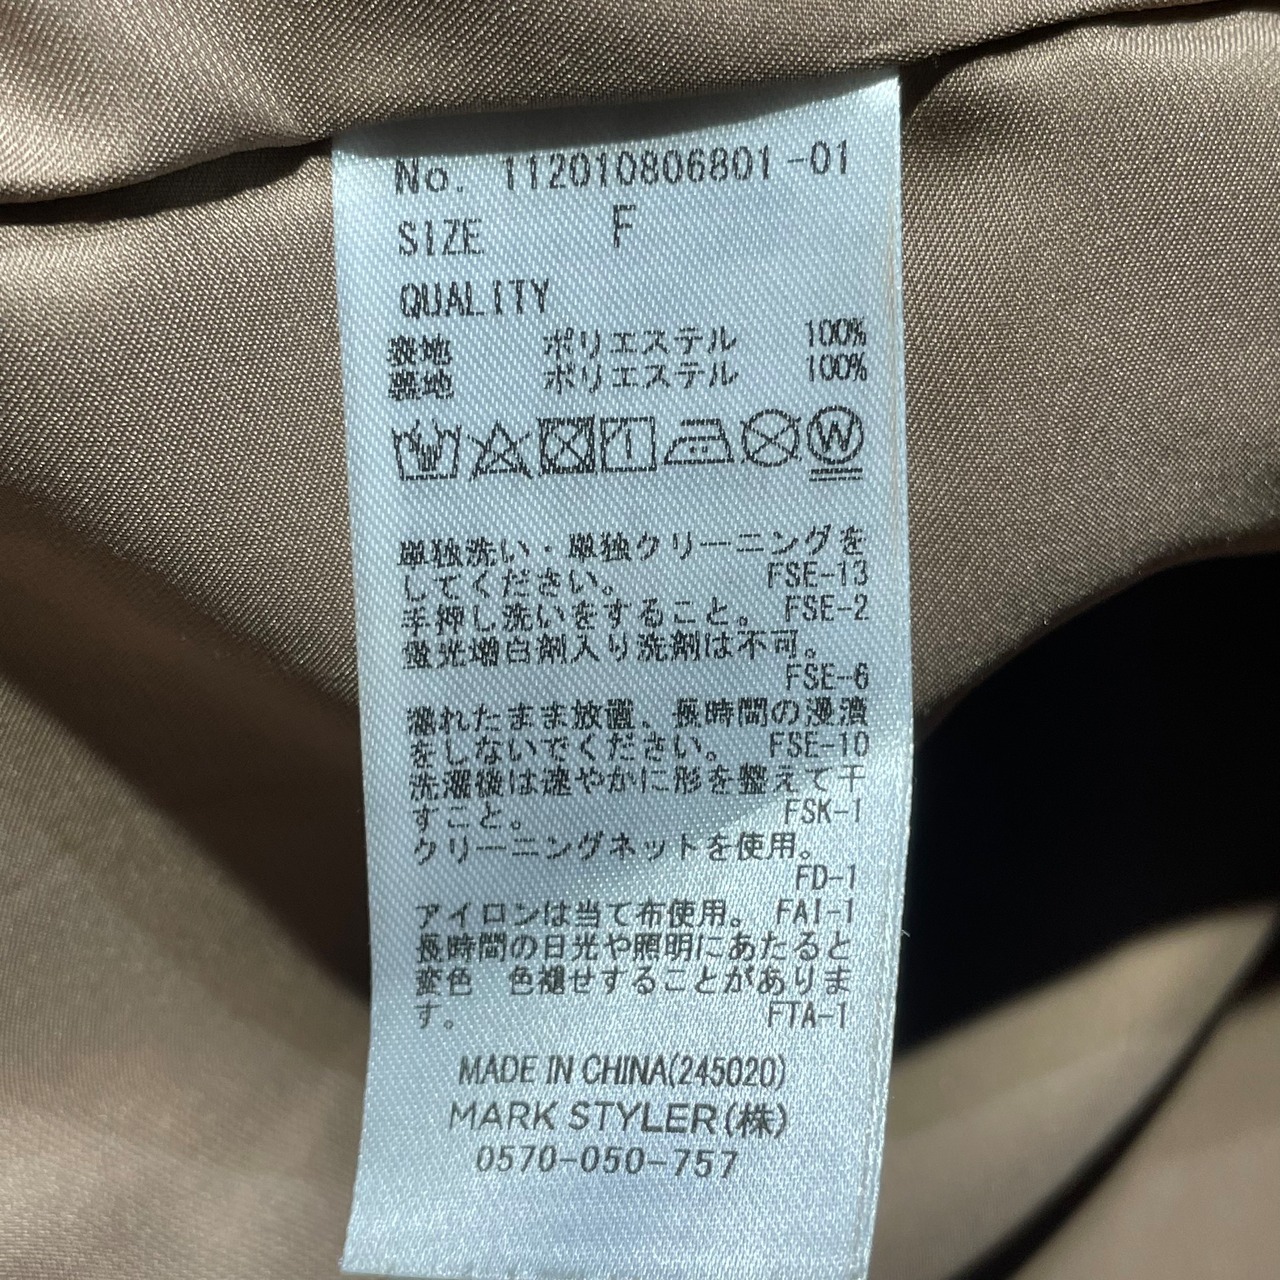 No. 112010806801-01
SIZE F
QUALITY
表地 ポリエステル 100%
裏地 ポリエステル 100%
W
単独洗い・単独クリーニングを
してください。 FSE-13
手押し洗いをすること。 FSE-2
蛍光増白剤入り洗剤は不可。
FSE-6
濡れたまま放置、長時間の浸漬
をしないでください。 FSE-10
洗濯後は速やかに形を整えて干
すこと。 FSK-1
クリーニングネットを使用。
FD-1
アイロンは当て布使用。 FAI-1
長時間の日光や照明にあたると
変色 色褪せすることがありま
す。 FTA-1
MADE IN CHINA(245020)
MARK STYLER(株)
0570-050-757